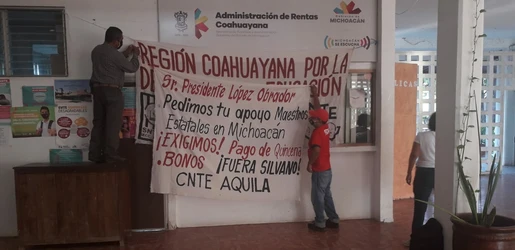 Administración de Rentas
Coahuayana
MICHOACÁN
REGIÓN COAHUAYANA POR LA
Sr. Presidente López Obrador
Pedimos tu apoyo Maestros
Estatales en Michoacán
¡EXIGIMOS! Pago de Quincena
. BONOS ¡FUERA SILVANO!
CNTE AQUILA